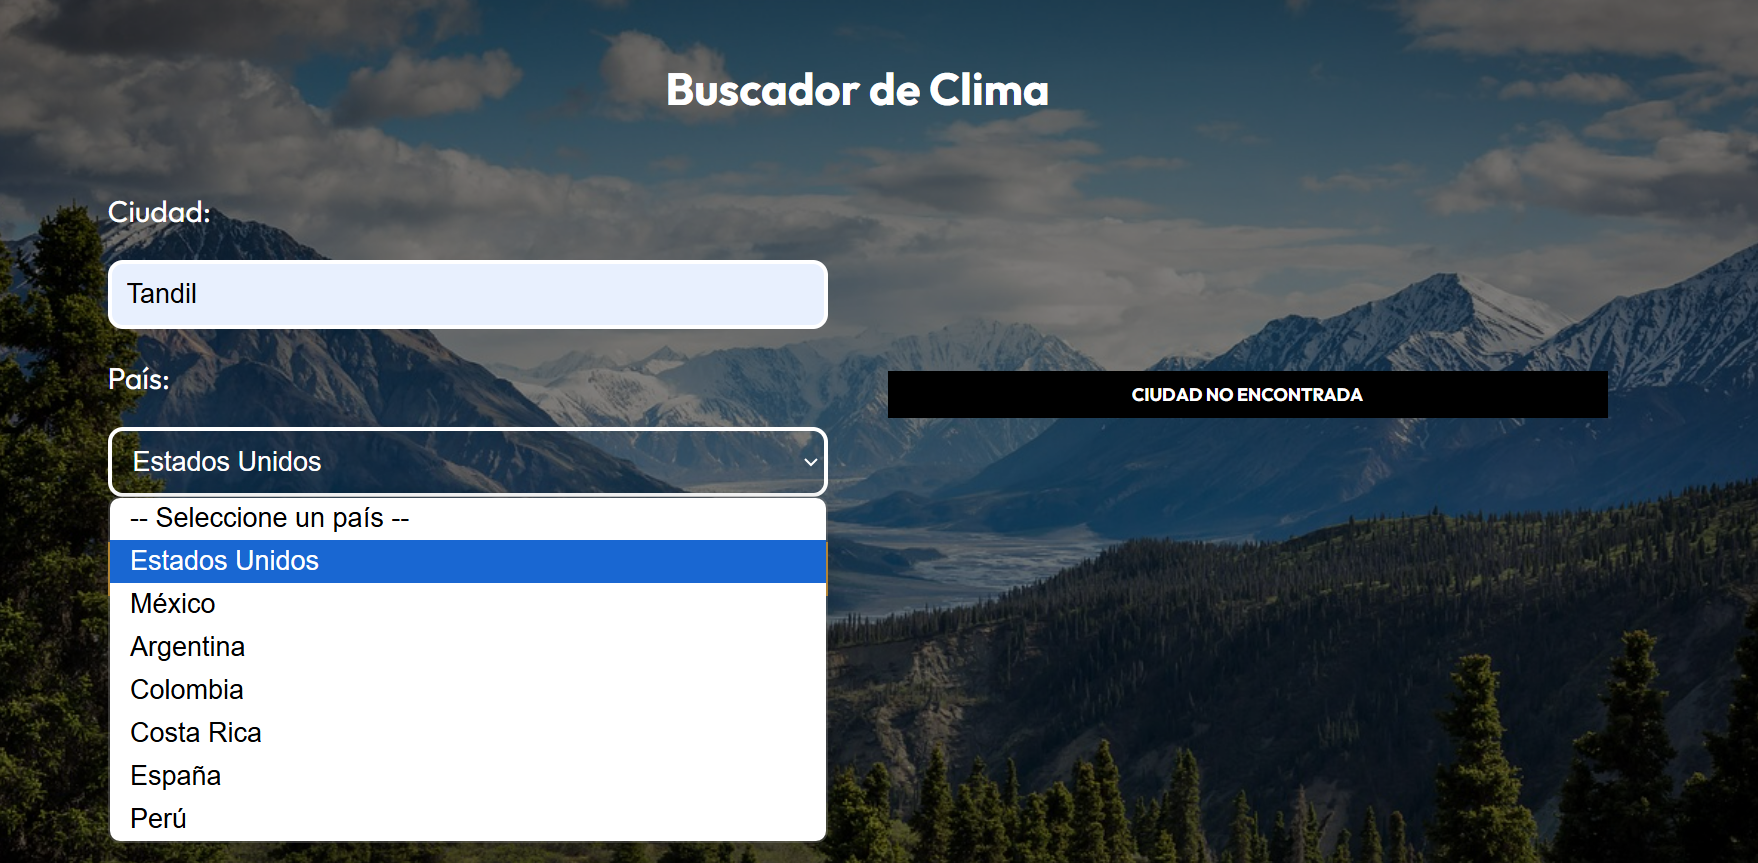 Buscador de Clima
Ciudad:
Tandil
País:
Estados Unidos
-- Seleccione un país --
Estados Unidos
México
Argentina
Colombia
Costa Rica
España
Perú
CIUDAD NO ENCONTRADA